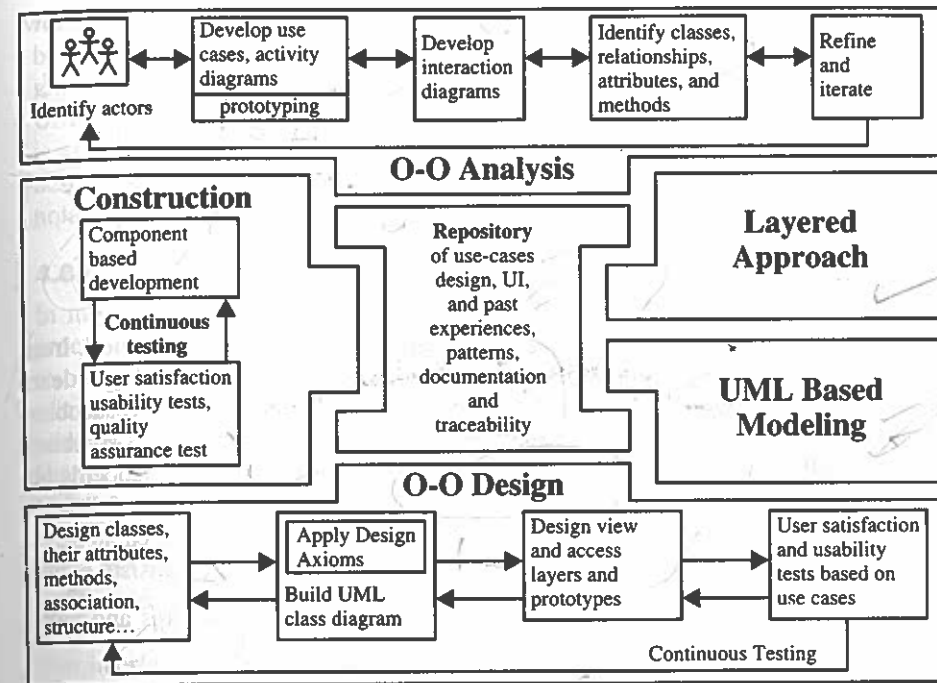 Identify actors
Develop use
cases, activity
diagrams
prototyping
Develop
interaction
diagrams
Identify classes,
relationships,
attributes, and
methods
Refine
and
iterate
O-O Analysis
Construction
Component
based
development
Continuous
testing
User satisfaction
usability tests,
quality
assurance test
Repository
of use-cases
design, UI,
and past
experiences,
patterns,
documentation
and
traceability
Layered
Approach
UML Based
Modeling
O-O Design
Design classes,
their attributes,
methods,
association,
structure…
Apply Design
Axioms
Build UML
class diagram
Design view
and access
layers and
prototypes
User satisfaction
and usability
tests based on
use cases
Continuous Testing